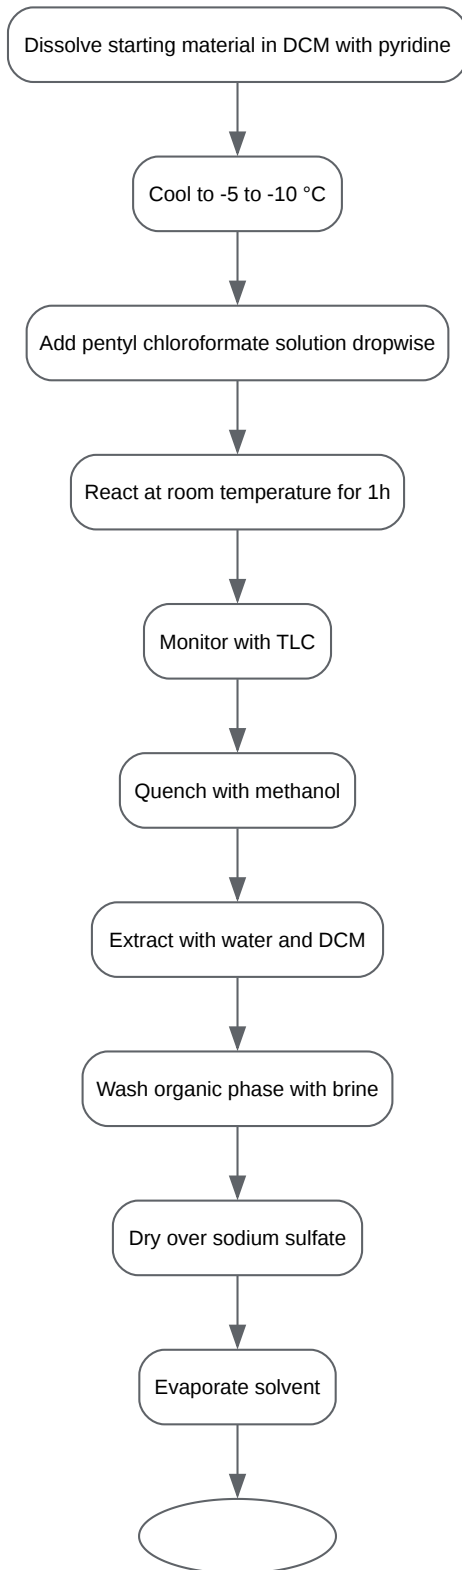 Dissolve starting material in DCM with pyridine
Cool to -5 to -10 °C
Add pentyl chloroformate solution dropwise
React at room temperature for 1h
Monitor with TLC
Quench with methanol
Extract with water and DCM
Wash organic phase with brine
Dry over sodium sulfate
Evaporate solvent